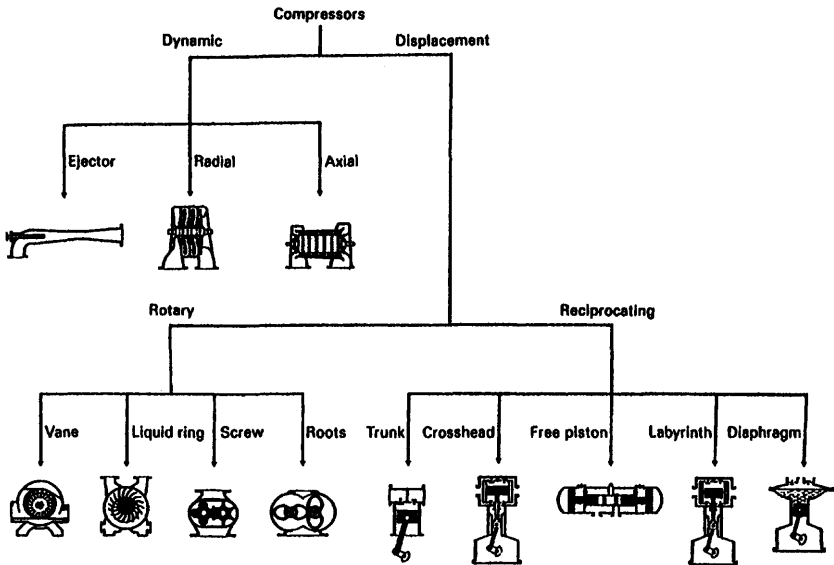 Compressors
Dynamic Displacement
Ejector Radial Axial
Rotary Reciprocating
Vane Liquid ring Screw Roots Trunk Crosshead Free piston Labyrinth Diaphragm